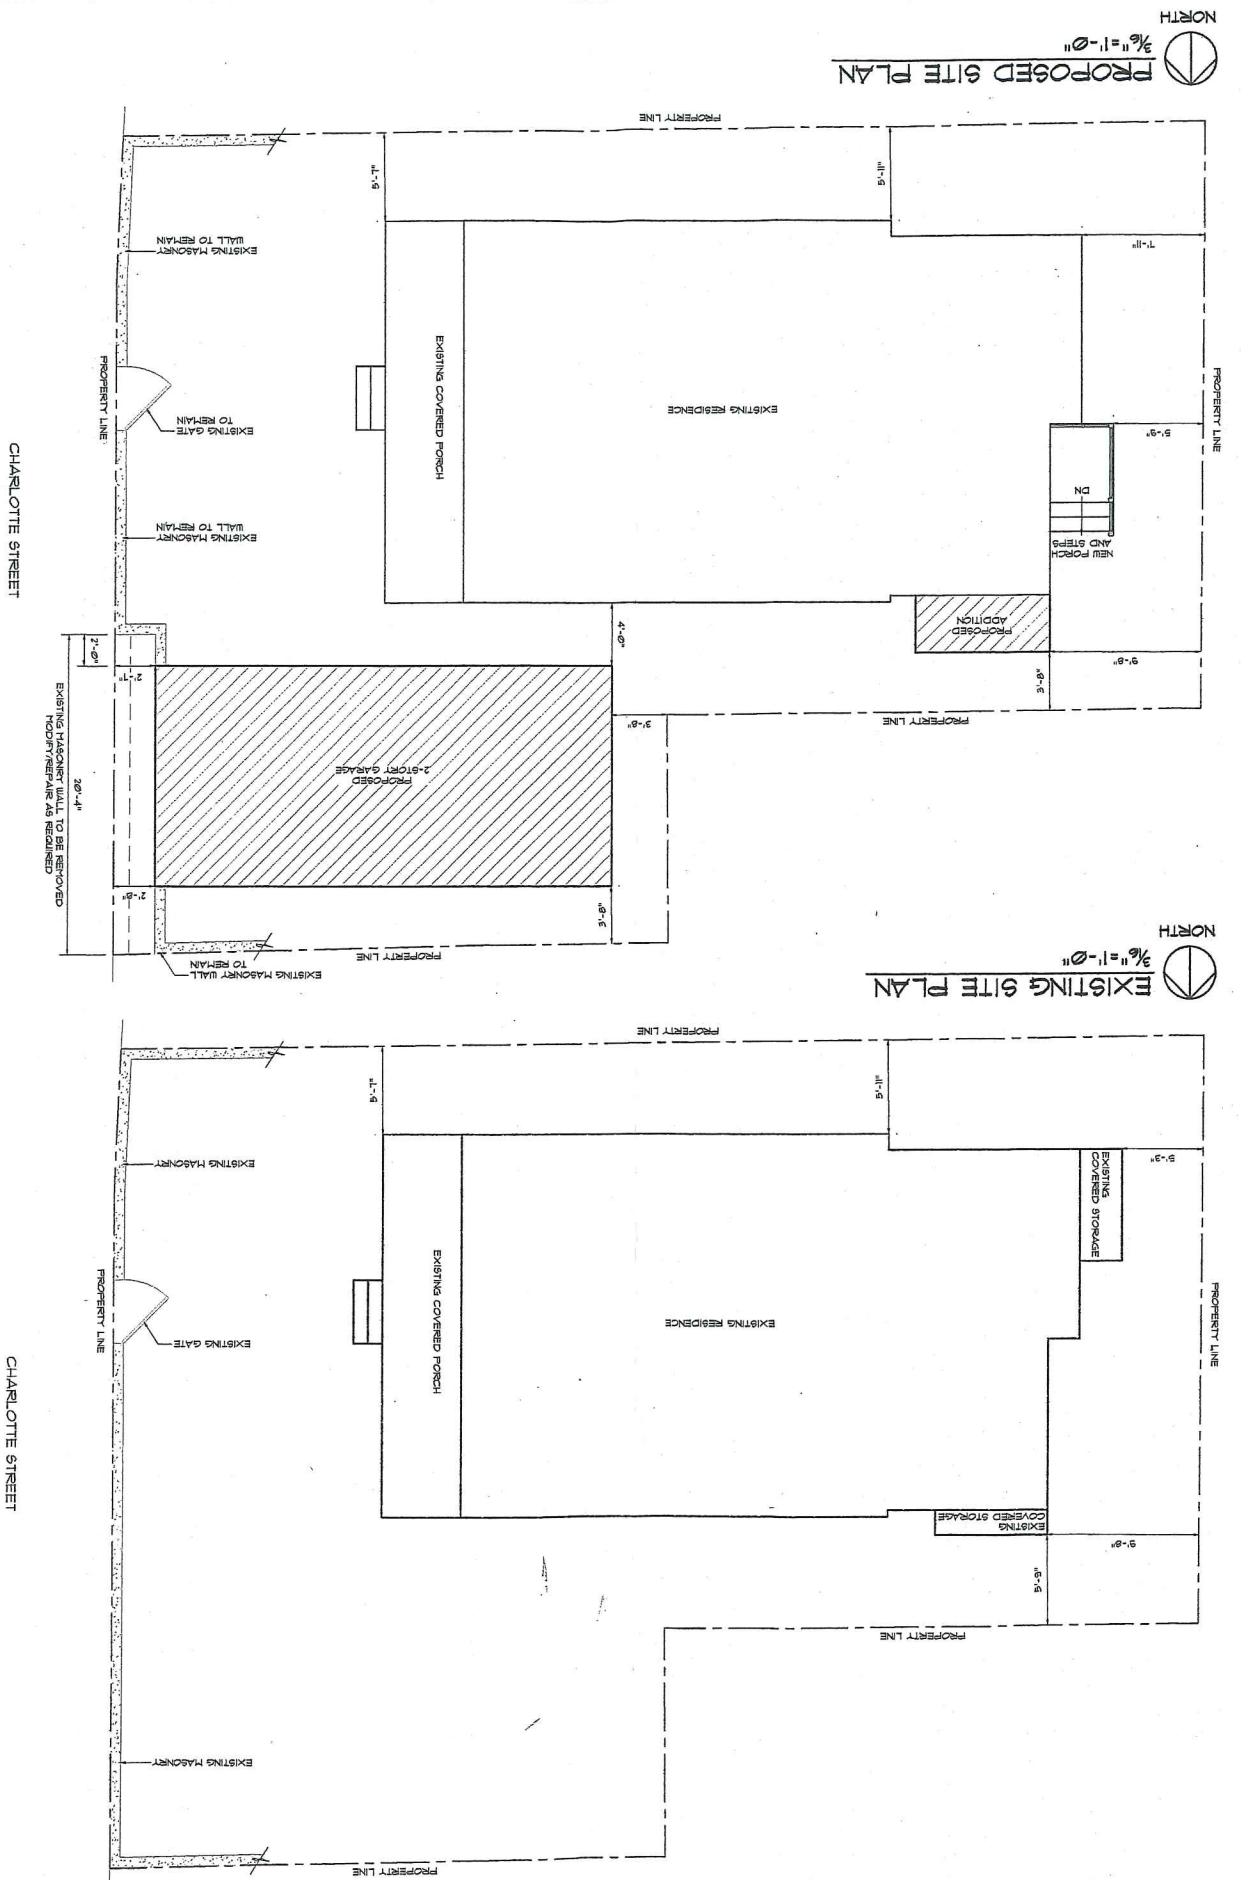 PROPOSED SITE PLAN
3/16"=1'-0"
NORTH
PROPERTY LINE
5'-7"
5'-11"
7'-11"
EXISTING MASONRY
WALL TO REMAIN
PROPERTY LINE
EXISTING GATE
TO REMAIN
EXISTING COVERED PORCH
EXISTING RESIDENCE
PROPERTY LINE
5'-9"
DN
NEW PORCH
AND STEPS
EXISTING MASONRY
WALL TO REMAIN
CHARLOTTE STREET
PROPOSED
ADDITION
4'-0"
9'-8"
3'-8"
PROPERTY LINE
3'-8"
2'-0"
2'-7"
PROPOSED
2-STORY GARAGE
20'-4"
EXISTING MASONRY WALL TO BE REMOVED
MODIFY/REPAIR AS REQUIRED
2'-8"
3'-8"
PROPERTY LINE
EXISTING MASONRY WALL
TO REMAIN
EXISTING SITE PLAN
3/16"=1'-0"
NORTH
PROPERTY LINE
5'-7"
5'-11"
5'-3"
EXISTING MASONRY
EXISTING
COVERED STORAGE
PROPERTY LINE
EXISTING GATE
EXISTING COVERED PORCH
EXISTING RESIDENCE
PROPERTY LINE
CHARLOTTE STREET
EXISTING
COVERED STORAGE
9'-8"
5'-9"
PROPERTY LINE
EXISTING MASONRY
PROPERTY LINE